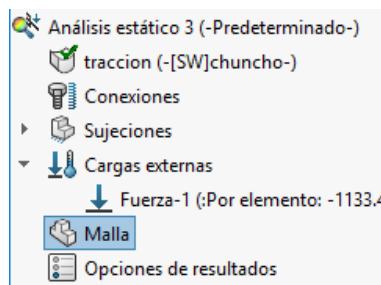 Análisis estático 3 (-Predeterminado-)
traccion (-[SW]chuncho-)
Conexiones
Sujeciones
Cargas externas
Fuerza-1 (:Por elemento: -1133.4
Malla
Opciones de resultados